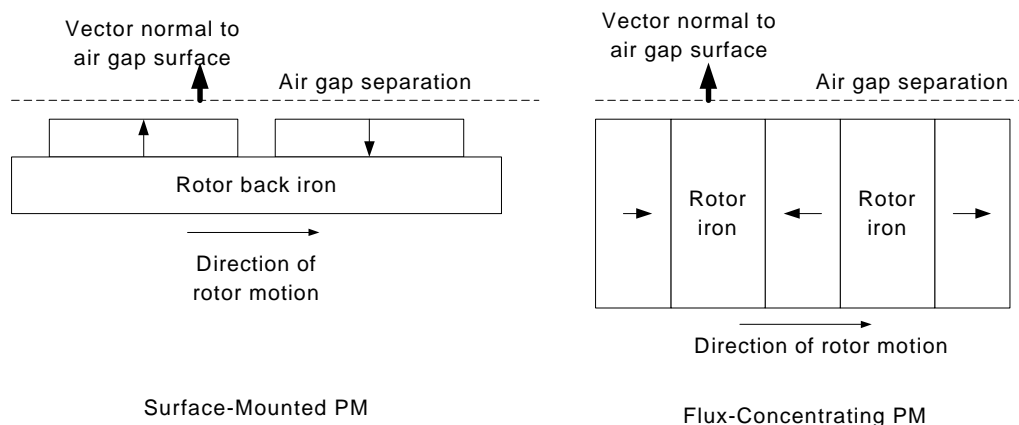 Vector normal to
air gap surface
Air gap separation
Rotor back iron
Direction of
rotor motion
Surface-Mounted PM
Vector normal to
air gap surface
Air gap separation
Rotor
iron
Rotor
iron
Direction of rotor motion
Flux-Concentrating PM